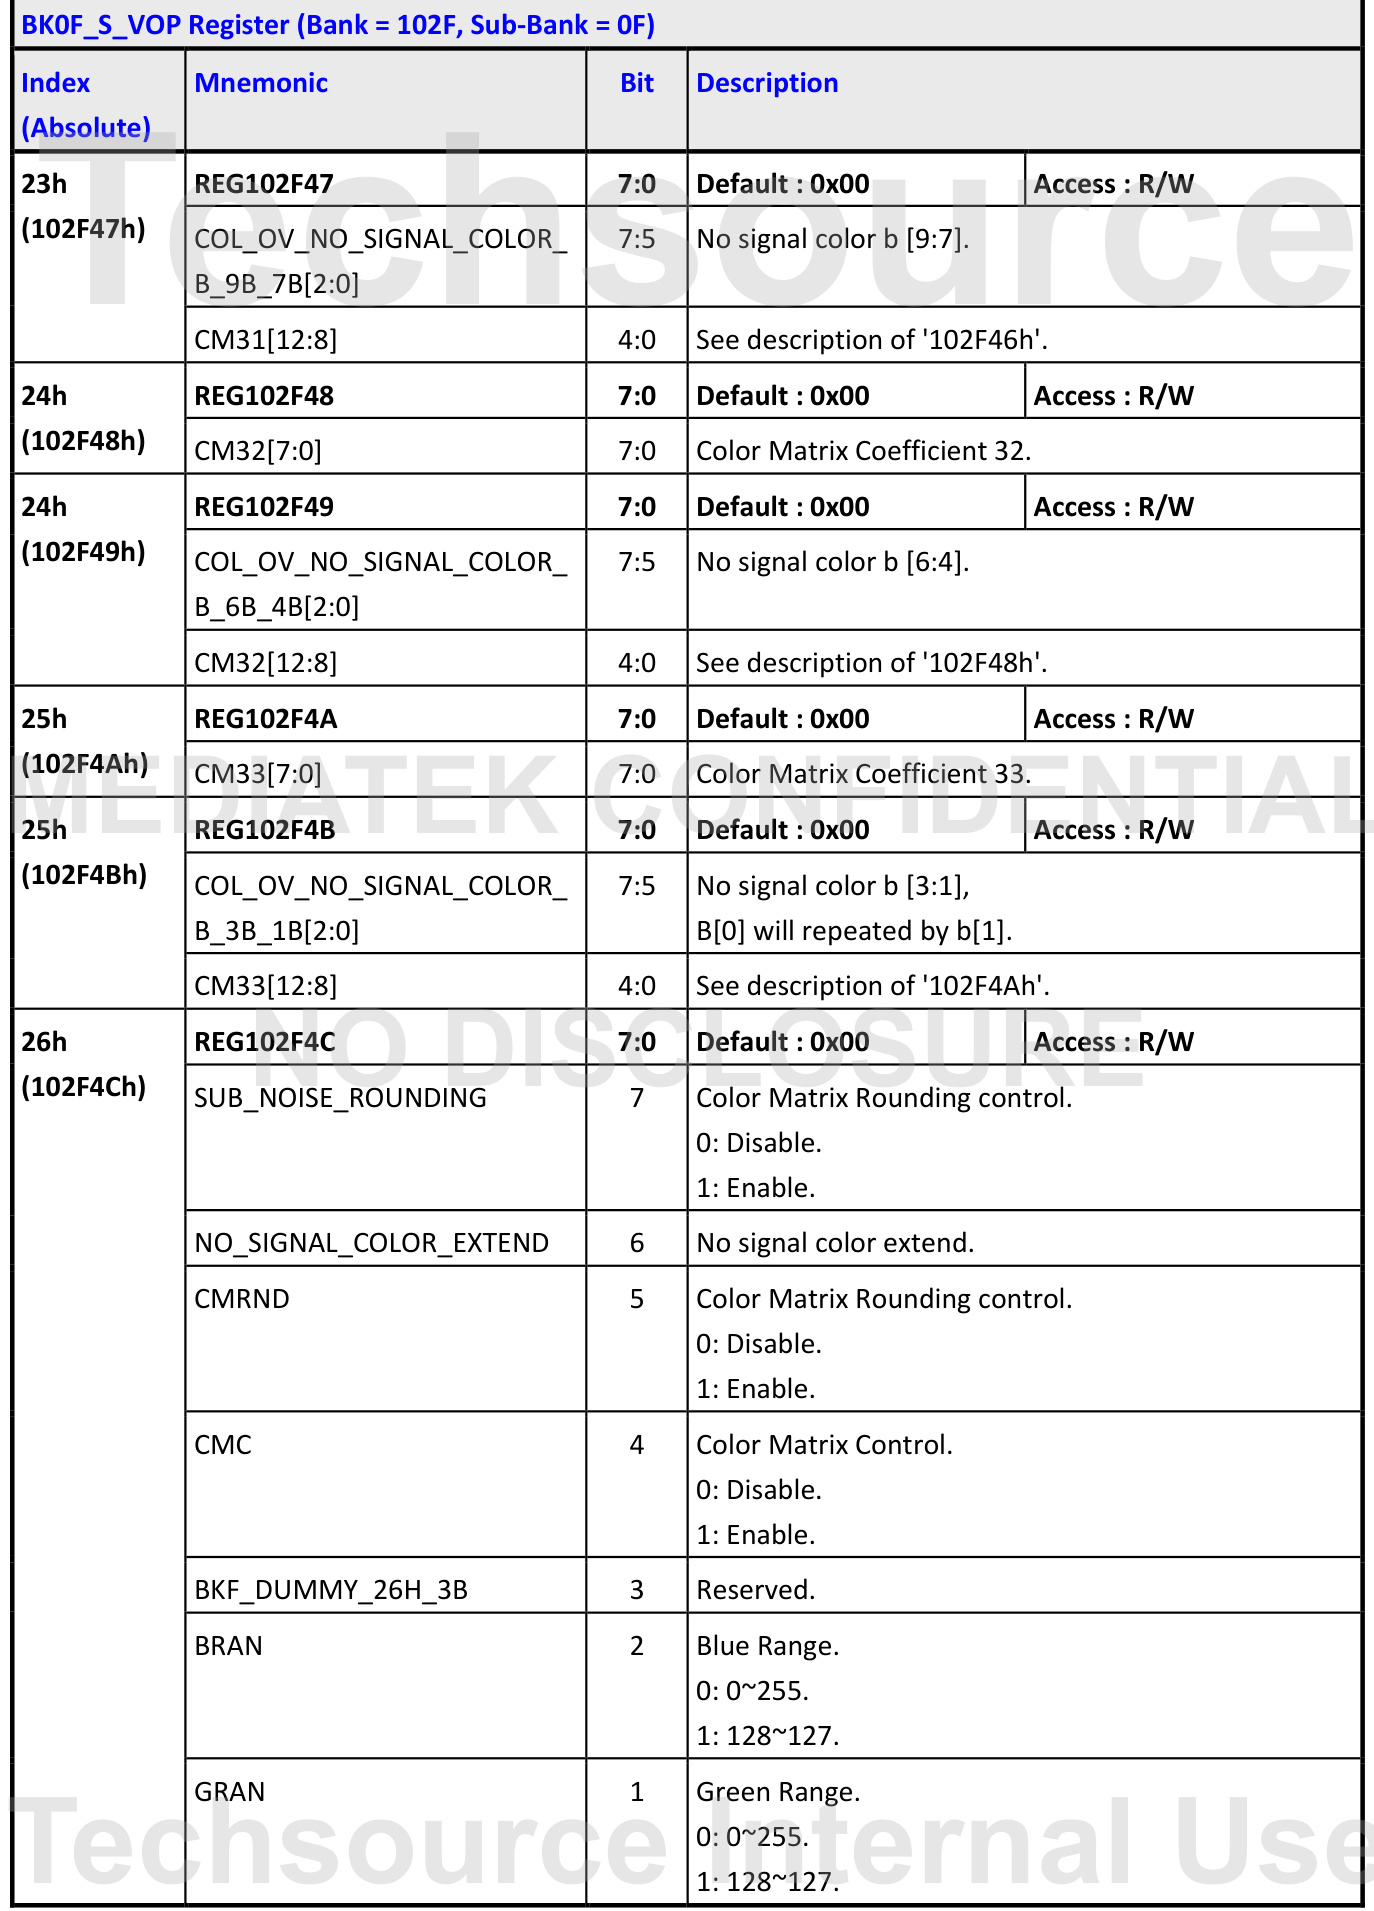 BK0F_S_VOP Register (Bank = 102F, Sub-Bank = 0F)
Index Mnemonic Bit Description
(Absolute)
23h REG102F47 7:0 Default : 0x00 Access : R/W
(102F47h) COL_OV_NO_SIGNAL_COLOR_ 7:5 No signal color b [9:7].
B_9B_7B[2:0]
CM31[12:8] 4:0 See description of '102F46h'.
24h REG102F48 7:0 Default : 0x00 Access : R/W
(102F48h) CM32[7:0] 7:0 Color Matrix Coefficient 32.
24h REG102F49 7:0 Default : 0x00 Access : R/W
(102F49h) COL_OV_NO_SIGNAL_COLOR_ 7:5 No signal color b [6:4].
B_6B_4B[2:0]
CM32[12:8] 4:0 See description of '102F48h'.
25h REG102F4A 7:0 Default : 0x00 Access : R/W
(102F4Ah) CM33[7:0] 7:0 Color Matrix Coefficient 33.
25h REG102F4B 7:0 Default : 0x00 Access : R/W
(102F4Bh) COL_OV_NO_SIGNAL_COLOR_ 7:5 No signal color b [3:1],
B_3B_1B[2:0] B[0] will repeated by b[1].
CM33[12:8] 4:0 See description of '102F4Ah'.
26h REG102F4C 7:0 Default : 0x00 Access : R/W
(102F4Ch) SUB_NOISE_ROUNDING 7 Color Matrix Rounding control.
0: Disable.
1: Enable.
NO_SIGNAL_COLOR_EXTEND 6 No signal color extend.
CMRND 5 Color Matrix Rounding control.
0: Disable.
1: Enable.
CMC 4 Color Matrix Control.
0: Disable.
1: Enable.
BKF_DUMMY_26H_3B 3 Reserved.
BRAN 2 Blue Range.
0: 0~255.
1: 128~127.
GRAN 1 Green Range.
0: 0~255.
1: 128~127.
Techsource
MEDIATEK CONFIDENTIAL
NO DISCLOSURE
Techsource Internal Use